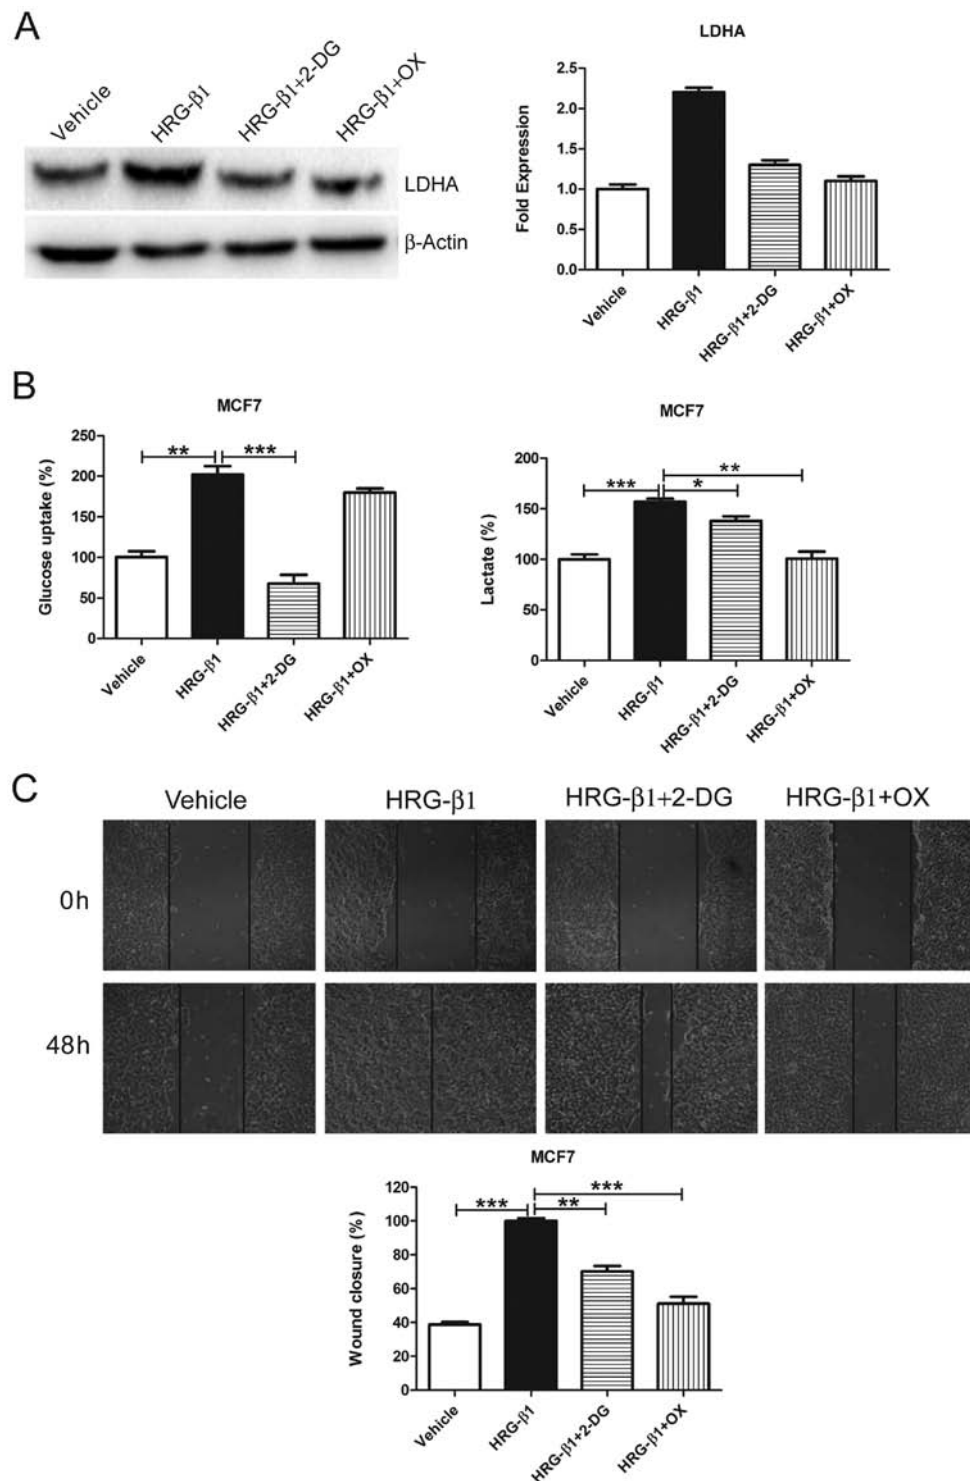 A
Vehicle
HRG-β1
HRG-β1+2-DG
HRG-β1+OX
LDHA
β-Actin
LDHA
Fold Expression
2.5
2.0
1.5
1.0
0.5
0.0
Vehicle
HRG-β1
HRG-β1+2-DG
HRG-β1+OX
B
MCF7
Glucose uptake (%)
250
200
150
100
50
0
** ***
Vehicle
HRG-β1
HRG-β1+2-DG
HRG-β1+OX
MCF7
Lactate (%)
200
150
100
50
0
**
*** *
Vehicle
HRG-β1
HRG-β1+2-DG
HRG-β1+OX
C
Vehicle HRG-β1 HRG-β1+2-DG HRG-β1+OX
0h
48h
MCF7
Wound closure (%)
120
100
80
60
40
20
0
***
*** **
Vehicle
HRG-β1
HRG-β1+2-DG
HRG-β1+OX